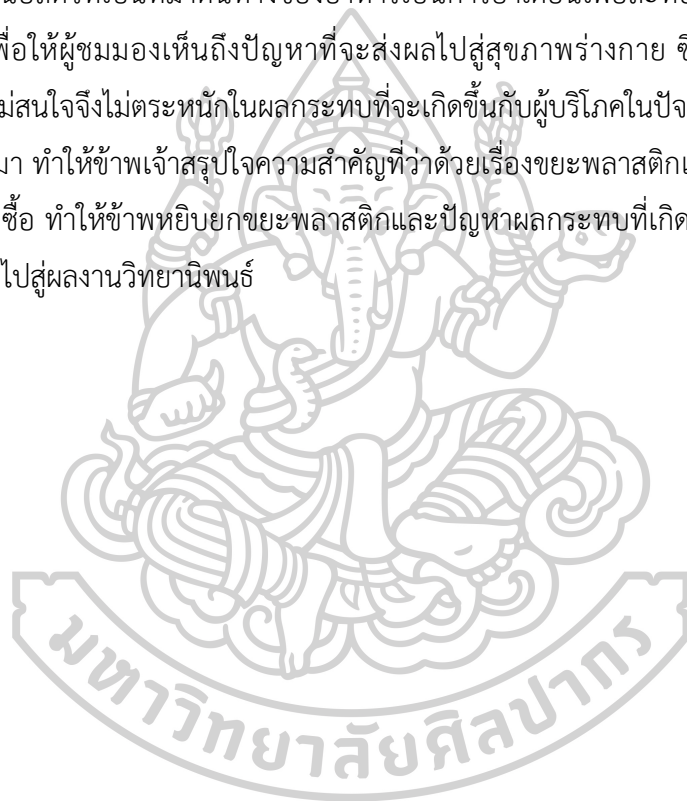 พื่อให้ผู้ชมมองเห็นถึงปัญหาที่จะส่งผลไปสู่สุขภาพร่างกาย ซึ
ม่สนใจจึงไม่ตระหนักในผลกระทบที่จะเกิดขึ้นกับผู้บริโภคในปัจ
มา ทำให้ข้าพเจ้าสรุปใจความสำคัญที่ว่าด้วยเรื่องขยะพลาสติกเ
ซื้อ ทำให้ข้าพหยิบยกขยะพลาสติกและปัญหาผลกระทบที่เกิด
ไปสู่ผลงานวิทยานิพนธ์
มหาวิทยาลัยศิลปากร